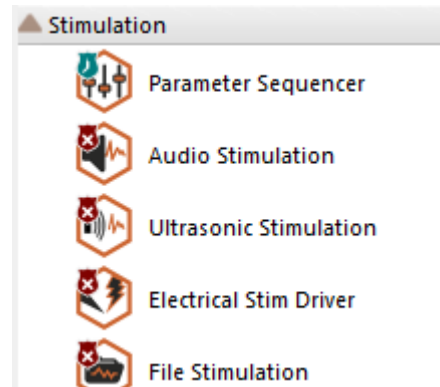 Stimulation
Parameter Sequencer
Audio Stimulation
Ultrasonic Stimulation
Electrical Stim Driver
File Stimulation